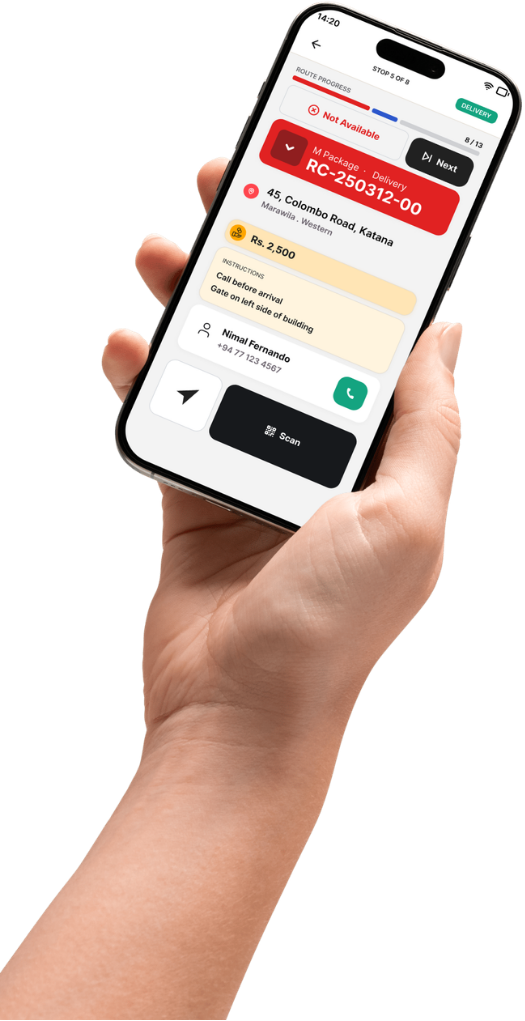 14:20
STOP 5 OF 8
DELIVERY
ROUTE PROGRESS
8 / 13
Not Available
Next
M Package · Delivery
RC-250312-00
45, Colombo Road, Katana
Marawila . Western
Rs. 2,500
INSTRUCTIONS
Call before arrival
Gate on left side of building
Nimal Fernando
+94 77 123 4567
Scan